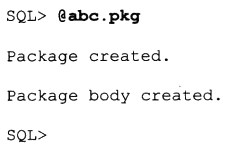 SQL> @abc.pkg
Package created.
Package body created.
SQL>